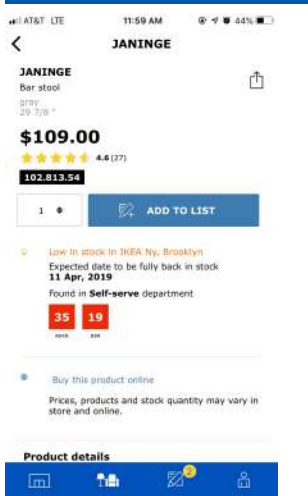 AT&T LTE 11:59 AM 44%
JANINGE
JANINGE
Bar stool
gray
29 7/8 "
$109.00
4.6 (27)
102.813.54
1 ADD TO LIST
Low in stock in IKEA Ny, Brooklyn
Expected date to be fully back in stock
11 Apr, 2019
Found in Self-serve department
35 19
RACK BIN
Buy this product online
Prices, products and stock quantity may vary in
store and online.
Product details
2